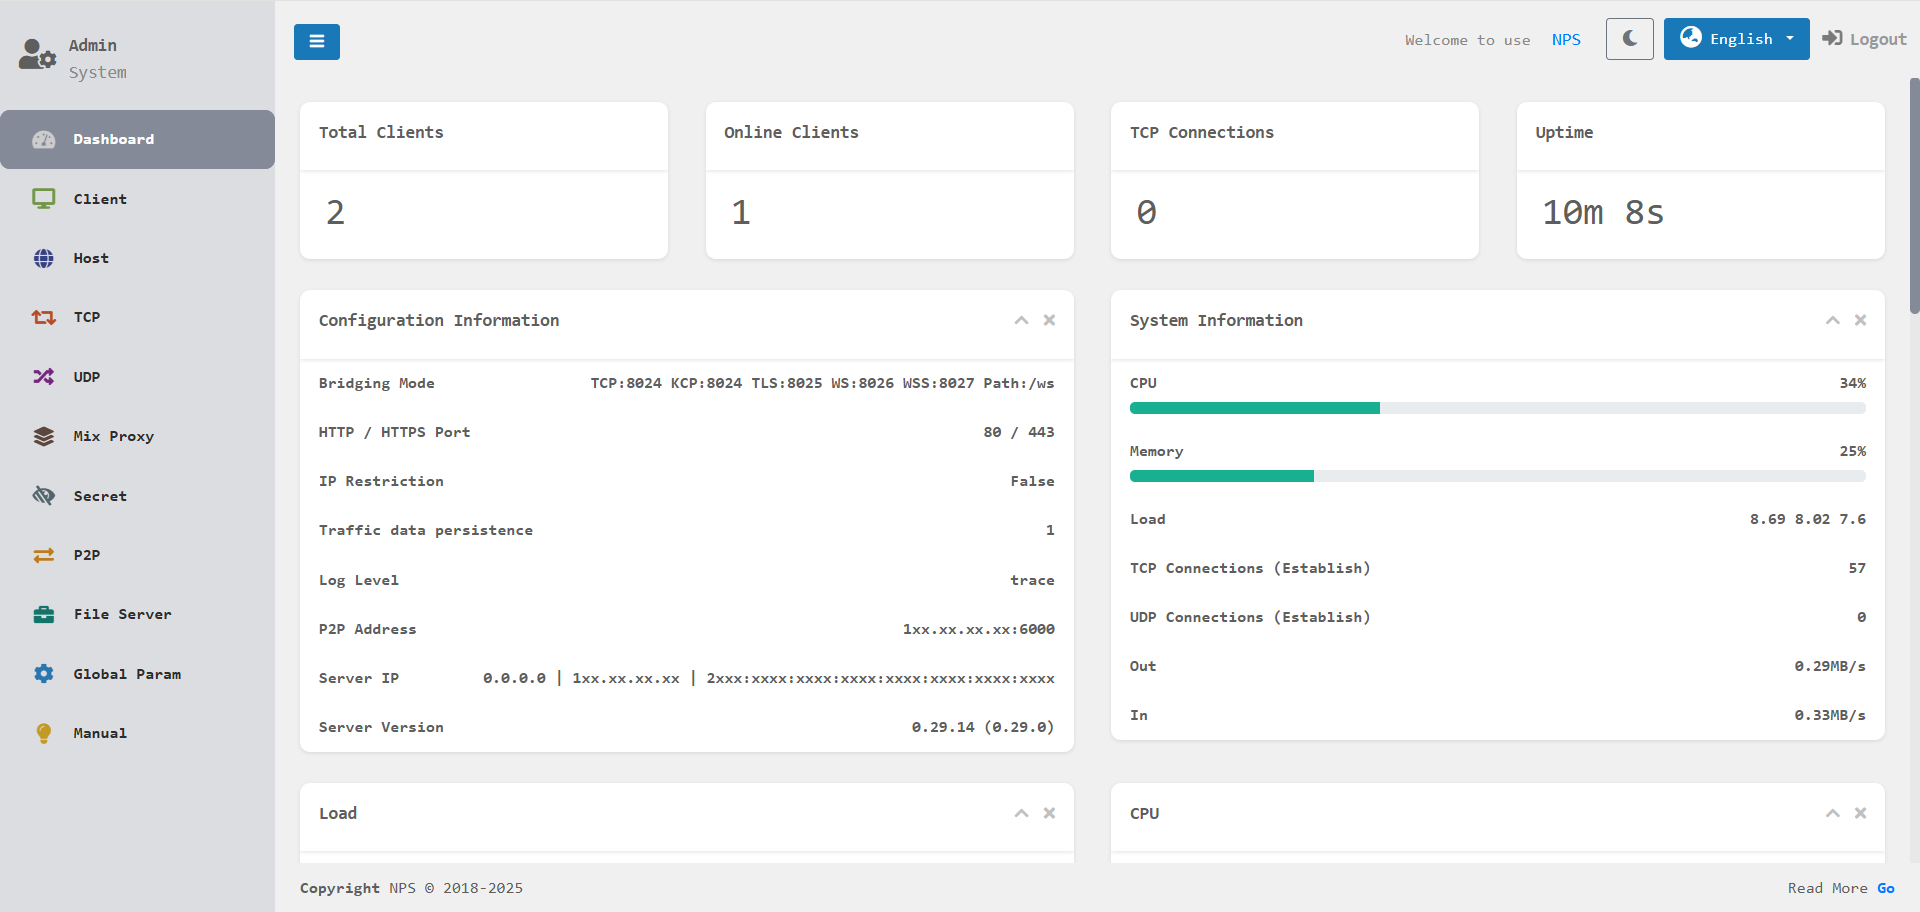 Admin
System
Dashboard
Client
Host
TCP
UDP
Mix Proxy
Secret
P2P
File Server
Global Param
Manual
Welcome to use NPS English Logout
Total Clients
2
Online Clients
1
TCP Connections
0
Uptime
10m 8s
Configuration Information
Bridging Mode TCP:8024 KCP:8024 TLS:8025 WS:8026 WSS:8027 Path:/ws
HTTP / HTTPS Port 80 / 443
IP Restriction False
Traffic data persistence 1
Log Level trace
P2P Address 1xx.xx.xx.xx:6000
Server IP 0.0.0.0 | 1xx.xx.xx.xx | 2xxx:xxxx:xxxx:xxxx:xxxx:xxxx:xxxx:xxxx
Server Version 0.29.14 (0.29.0)
System Information
CPU 34%
Memory 25%
Load 8.69 8.02 7.6
TCP Connections (Establish) 57
UDP Connections (Establish) 0
Out 0.29MB/s
In 0.33MB/s
Load
CPU
Copyright NPS © 2018-2025
Read More Go